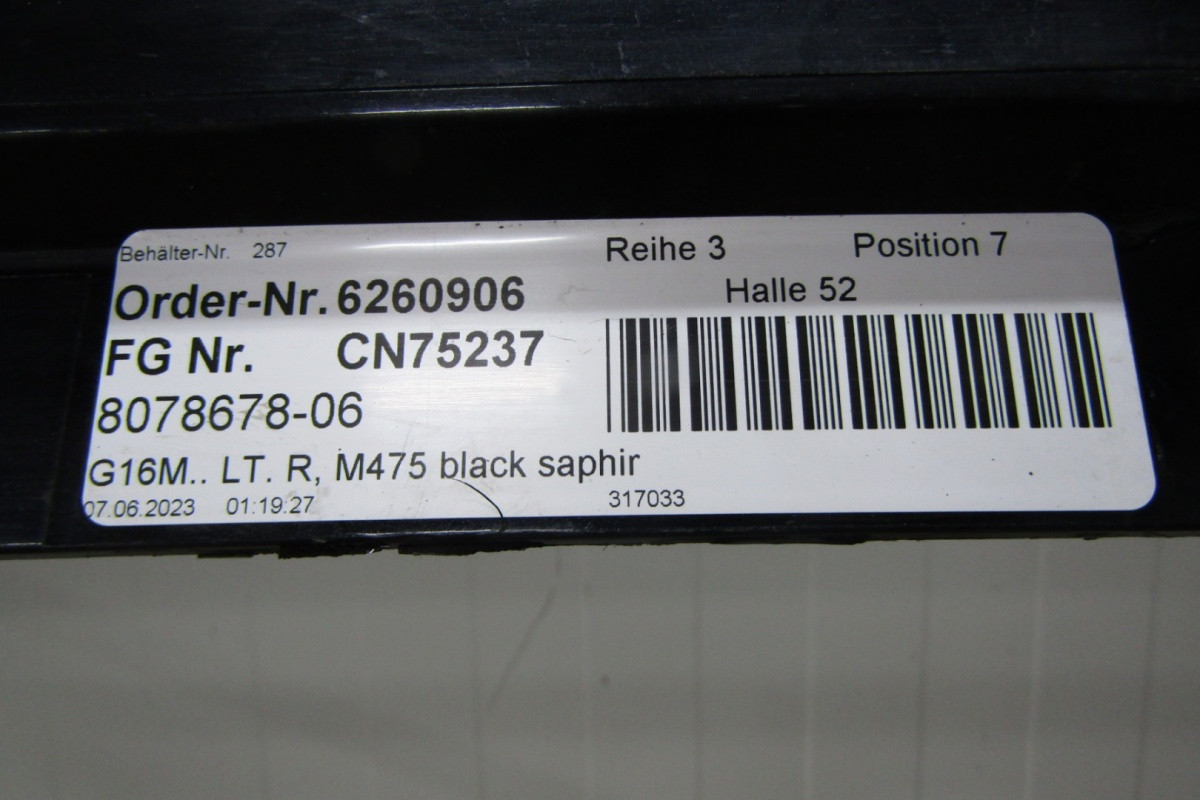 Behälter-Nr. 287 Reihe 3 Position 7
Order-Nr. 6260906 Halle 52
FG Nr. CN75237
8078678-06
G16M.. LT. R, M475 black saphir
07.06.2023 01:19:27 317033